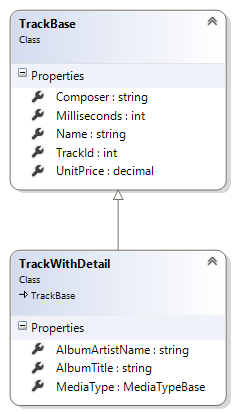 TrackBase
Class
Properties
Composer : string
Milliseconds : int
Name : string
TrackId : int
UnitPrice : decimal
TrackWithDetail
Class
TrackBase
Properties
AlbumArtistName : string
AlbumTitle : string
MediaType : MediaTypeBase